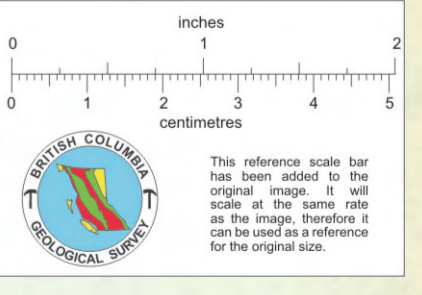 inches
0 1 2
0 1 2 3 4 5
centimetres
BRITISH COLUMBIA
GEOLOGICAL SURVEY
This reference scale bar
has been added to the
original image. It will
scale at the same rate
as the image, therefore it
can be used as a reference
for the original size.